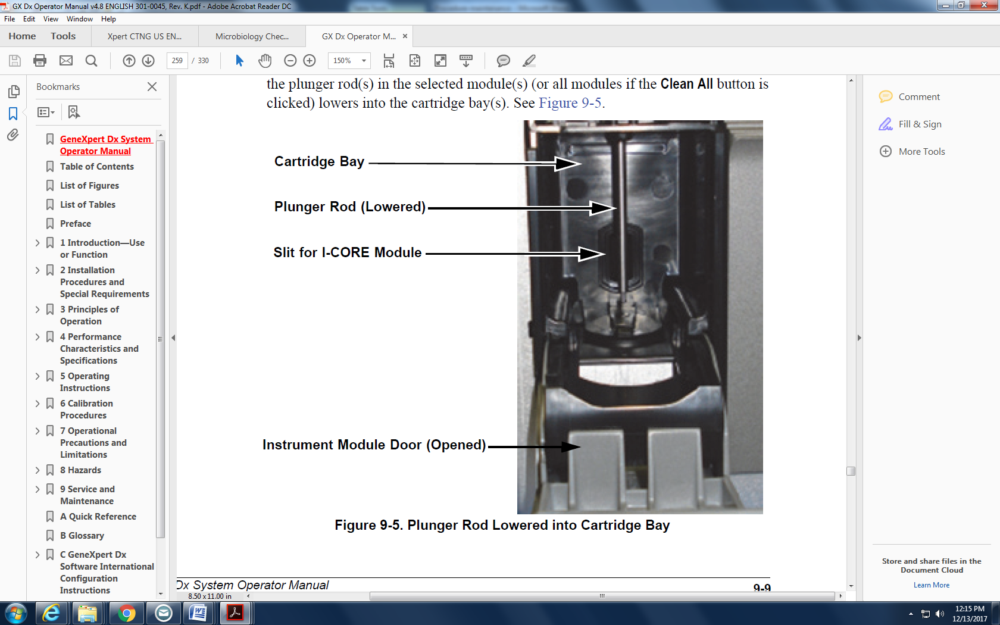 GX Dx Operator Manual v4.8 ENGLISH 301-0045, Rev. K.pdf - Adobe Acrobat Reader DC
File Edit View Window Help
Home Tools Xpert CTNG US EN... Microbiology Chec... GX Dx Operator M...
259 / 330 150%
Bookmarks
GeneXpert Dx System
Operator Manual
Table of Contents
List of Figures
List of Tables
Preface
1 Introduction—Use
or Function
2 Installation
Procedures and
Special Requirements
3 Principles of
Operation
4 Performance
Characteristics and
Specifications
5 Operating
Instructions
6 Calibration
Procedures
7 Operational
Precautions and
Limitations
8 Hazards
9 Service and
Maintenance
A Quick Reference
B Glossary
C GeneXpert Dx
Software International
Configuration
Instructions
the plunger rod(s) in the selected module(s) (or all modules if the Clean All button is
clicked) lowers into the cartridge bay(s). See Figure 9-5.
Cartridge Bay
Plunger Rod (Lowered)
Slit for I-CORE Module
Instrument Module Door (Opened)
Figure 9-5. Plunger Rod Lowered into Cartridge Bay
Dx System Operator Manual
9-9
8.50 x 11.00 in
Comment
Fill & Sign
More Tools
Store and share files in the
Document Cloud
Learn More
12:15 PM
12/13/2017